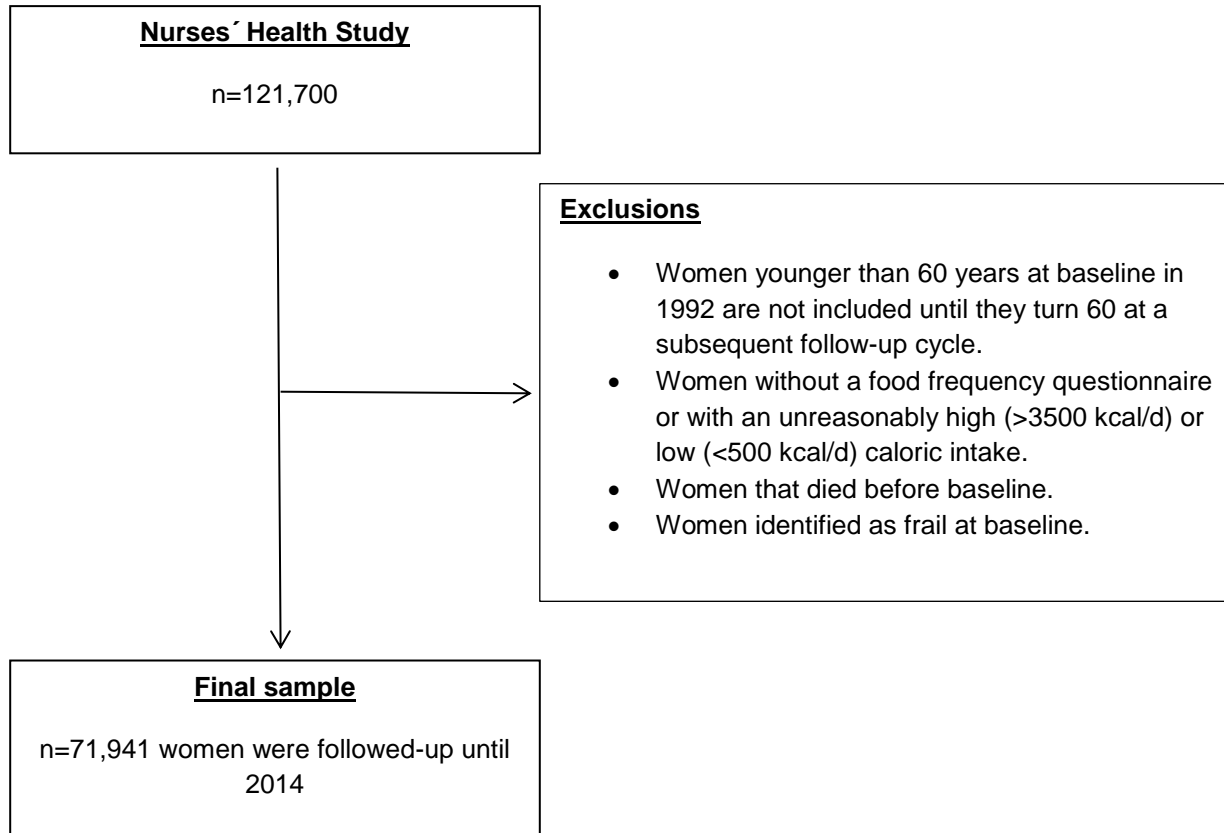 Nurses´ Health Study
n=121,700
Exclusions
• Women younger than 60 years at baseline in
1992 are not included until they turn 60 at a
subsequent follow-up cycle.
• Women without a food frequency questionnaire
or with an unreasonably high (>3500 kcal/d) or
low (<500 kcal/d) caloric intake.
• Women that died before baseline.
• Women identified as frail at baseline.
Final sample
n=71,941 women were followed-up until
2014